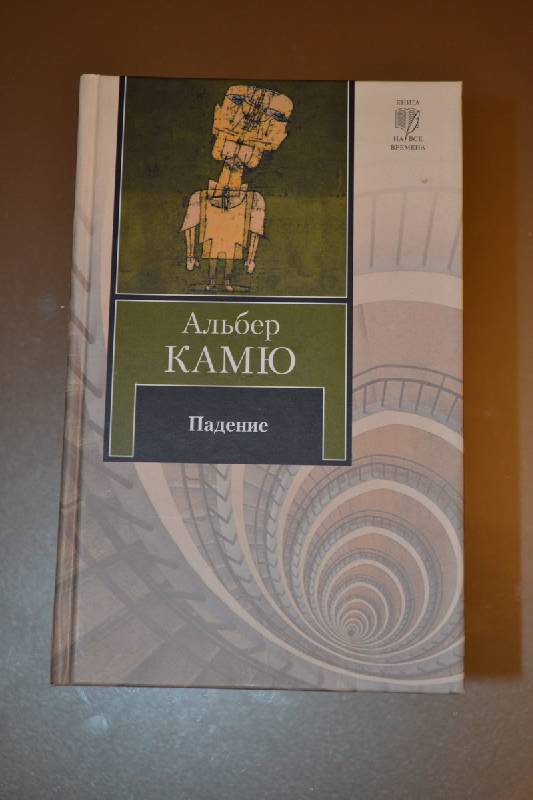 КНИГА
НА ВСЕ
ВРЕМЕНА
Альбер
КАМЮ
Падение